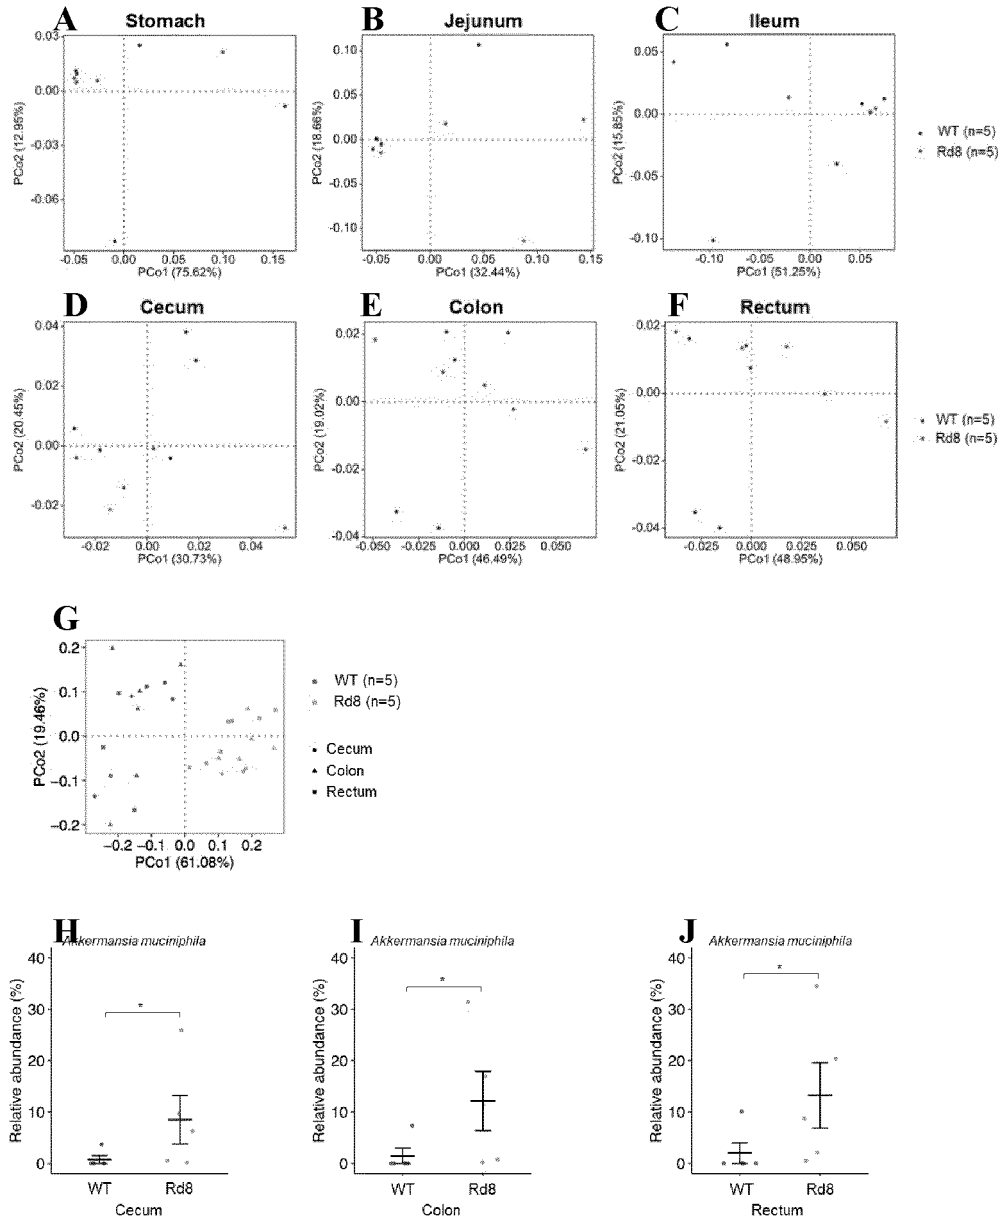 A Stomach
0.03
0.00
-0.03
-0.06
PCo2 (12.95%)
-0.05 0.00 0.05 0.10 0.15
PCo1 (75.62%)
B Jejunum
0.10
0.05
0.00
-0.05
-0.10
PCo2 (18.66%)
-0.05 0.00 0.05 0.10 0.15
PCo1 (32.44%)
C Ileum
0.05
0.00
-0.05
-0.10
PCo2 (15.85%)
-0.10 -0.05 0.00 0.05
PCo1 (51.25%)
WT (n=5)
Rd8 (n=5)
D Cecum
0.04
0.02
0.00
-0.02
PCo2 (20.45%)
-0.02 0.00 0.02 0.04
PCo1 (30.73%)
E Colon
0.02
0.00
-0.02
-0.04
PCo2 (19.02%)
-0.050 -0.025 0.000 0.025 0.050
PCo1 (46.49%)
F Rectum
0.02
0.00
-0.02
-0.04
PCo2 (21.05%)
-0.025 0.000 0.025 0.050
PCo1 (48.95%)
WT (n=5)
Rd8 (n=5)
G
0.2
0.1
0.0
-0.1
-0.2
PCo2 (19.46%)
-0.2 -0.1 0.0 0.1 0.2
PCo1 (61.08%)
WT (n=5)
Rd8 (n=5)
Cecum
Colon
Rectum
H
Akkermansia muciniphila
40
30
20
10
0
Relative abundance (%)
*
WT Rd8
Cecum
I
Akkermansia muciniphila
40
30
20
10
0
Relative abundance (%)
*
WT Rd8
Colon
J
Akkermansia muciniphila
40
30
20
10
0
Relative abundance (%)
*
WT Rd8
Rectum